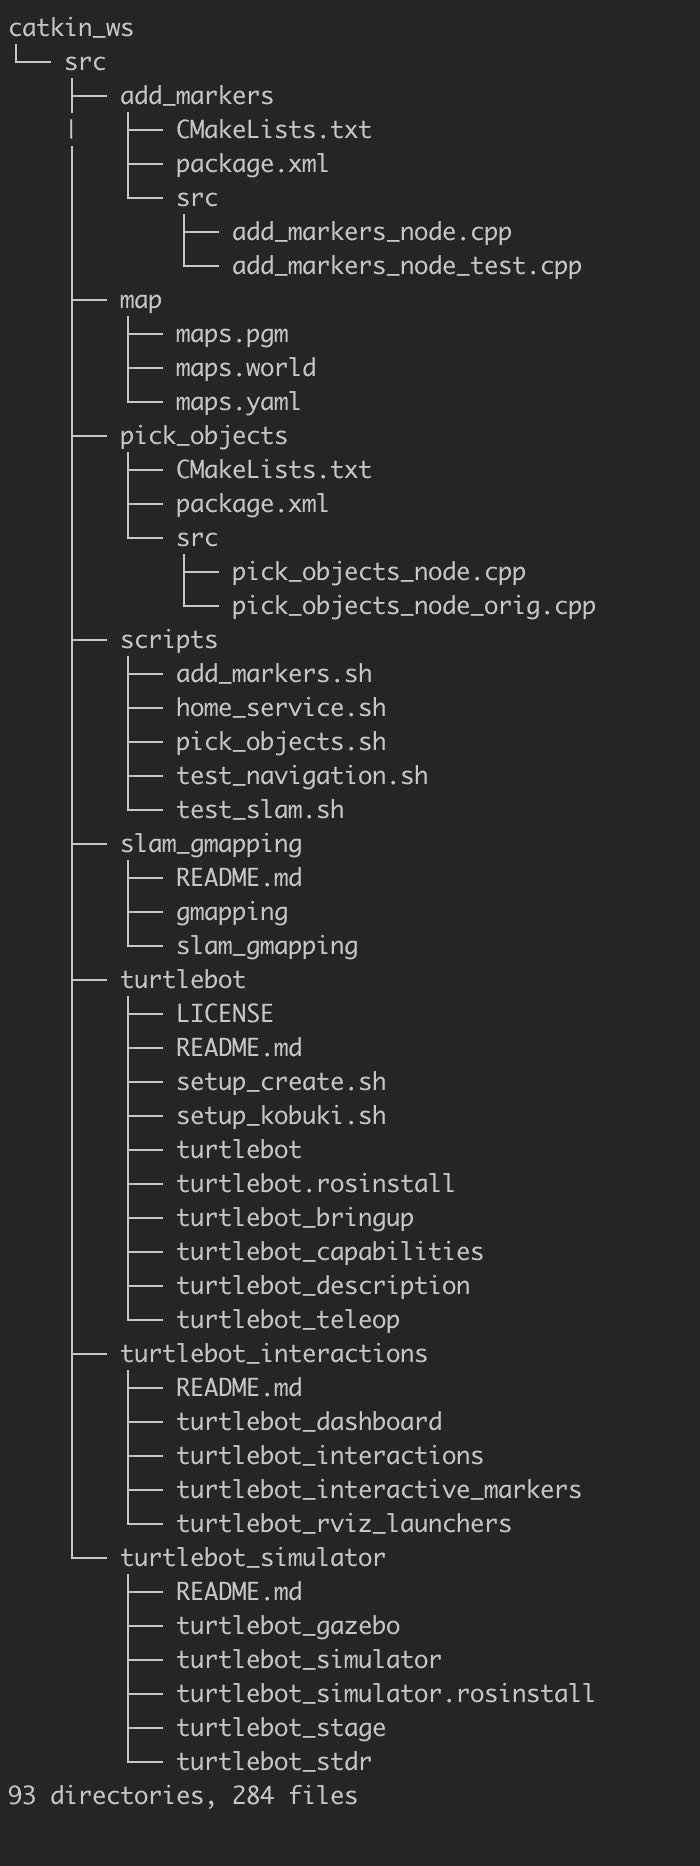 catkin_ws
└── src
    ├── add_markers
    |   ├── CMakeLists.txt
    │   ├── package.xml
    │   └── src
    │       ├── add_markers_node.cpp
    │       └── add_markers_node_test.cpp
    ├── map
    │   ├── maps.pgm
    │   ├── maps.world
    │   └── maps.yaml
    ├── pick_objects
    │   ├── CMakeLists.txt
    │   ├── package.xml
    │   └── src
    │       ├── pick_objects_node.cpp
    │       └── pick_objects_node_orig.cpp
    ├── scripts
    │   ├── add_markers.sh
    │   ├── home_service.sh
    │   ├── pick_objects.sh
    │   ├── test_navigation.sh
    │   └── test_slam.sh
    ├── slam_gmapping
    │   ├── README.md
    │   ├── gmapping
    │   └── slam_gmapping
    ├── turtlebot
    │   ├── LICENSE
    │   ├── README.md
    │   ├── setup_create.sh
    │   ├── setup_kobuki.sh
    │   ├── turtlebot
    │   ├── turtlebot.rosinstall
    │   ├── turtlebot_bringup
    │   ├── turtlebot_capabilities
    │   ├── turtlebot_description
    │   └── turtlebot_teleop
    ├── turtlebot_interactions
    │   ├── README.md
    │   ├── turtlebot_dashboard
    │   ├── turtlebot_interactions
    │   ├── turtlebot_interactive_markers
    │   └── turtlebot_rviz_launchers
    └── turtlebot_simulator
        ├── README.md
        ├── turtlebot_gazebo
        ├── turtlebot_simulator
        ├── turtlebot_simulator.rosinstall
        ├── turtlebot_stage
        └── turtlebot_stdr
93 directories, 284 files